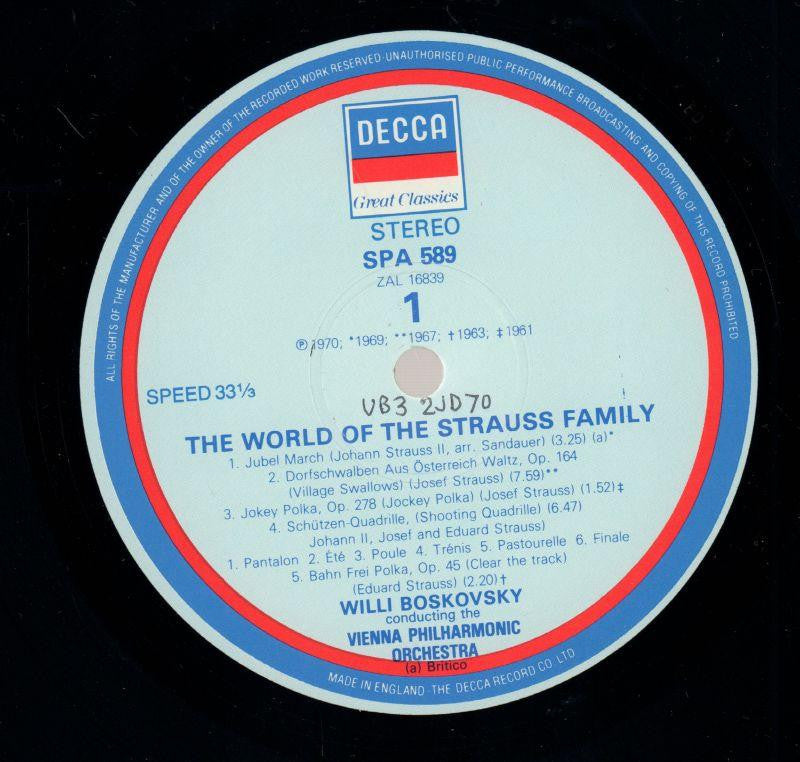 ALL RIGHTS OF THE MANUFACTURER AND OF THE OWNER OF THE RECORDED WORK RESERVED·UNAUTHORISED PUBLIC PERFORMANCE BROADCASTING AND COPYING OF THIS RECORD PROHIBITED
DECCA
Great Classics
STEREO
SPA 589
ZAL 16839
1
℗ 1970; *1969; **1967; †1963; ‡1961
SPEED 33⅓
VB3 2JD70
THE WORLD OF THE STRAUSS FAMILY
1. Jubel March (Johann Strauss II, arr. Sandauer) (3.25) (a)*
2. Dorfschwalben Aus Österreich Waltz, Op. 164
(Village Swallows) (Josef Strauss) (7.59)**
3. Jokey Polka, Op. 278 (Jockey Polka) (Josef Strauss) (1.52)‡
4. Schützen-Quadrille, (Shooting Quadrille) (6.47)
Johann II, Josef and Eduard Strauss)
1. Pantalon 2. Été 3. Poule 4. Trénis 5. Pastourelle 6. Finale
5. Bahn Frei Polka, Op. 45 (Clear the track)
(Eduard Strauss) (2.20)†
WILLI BOSKOVSKY
conducting the
VIENNA PHILHARMONIC
ORCHESTRA
(a) Britico
MADE IN ENGLAND·THE DECCA RECORD CO LTD